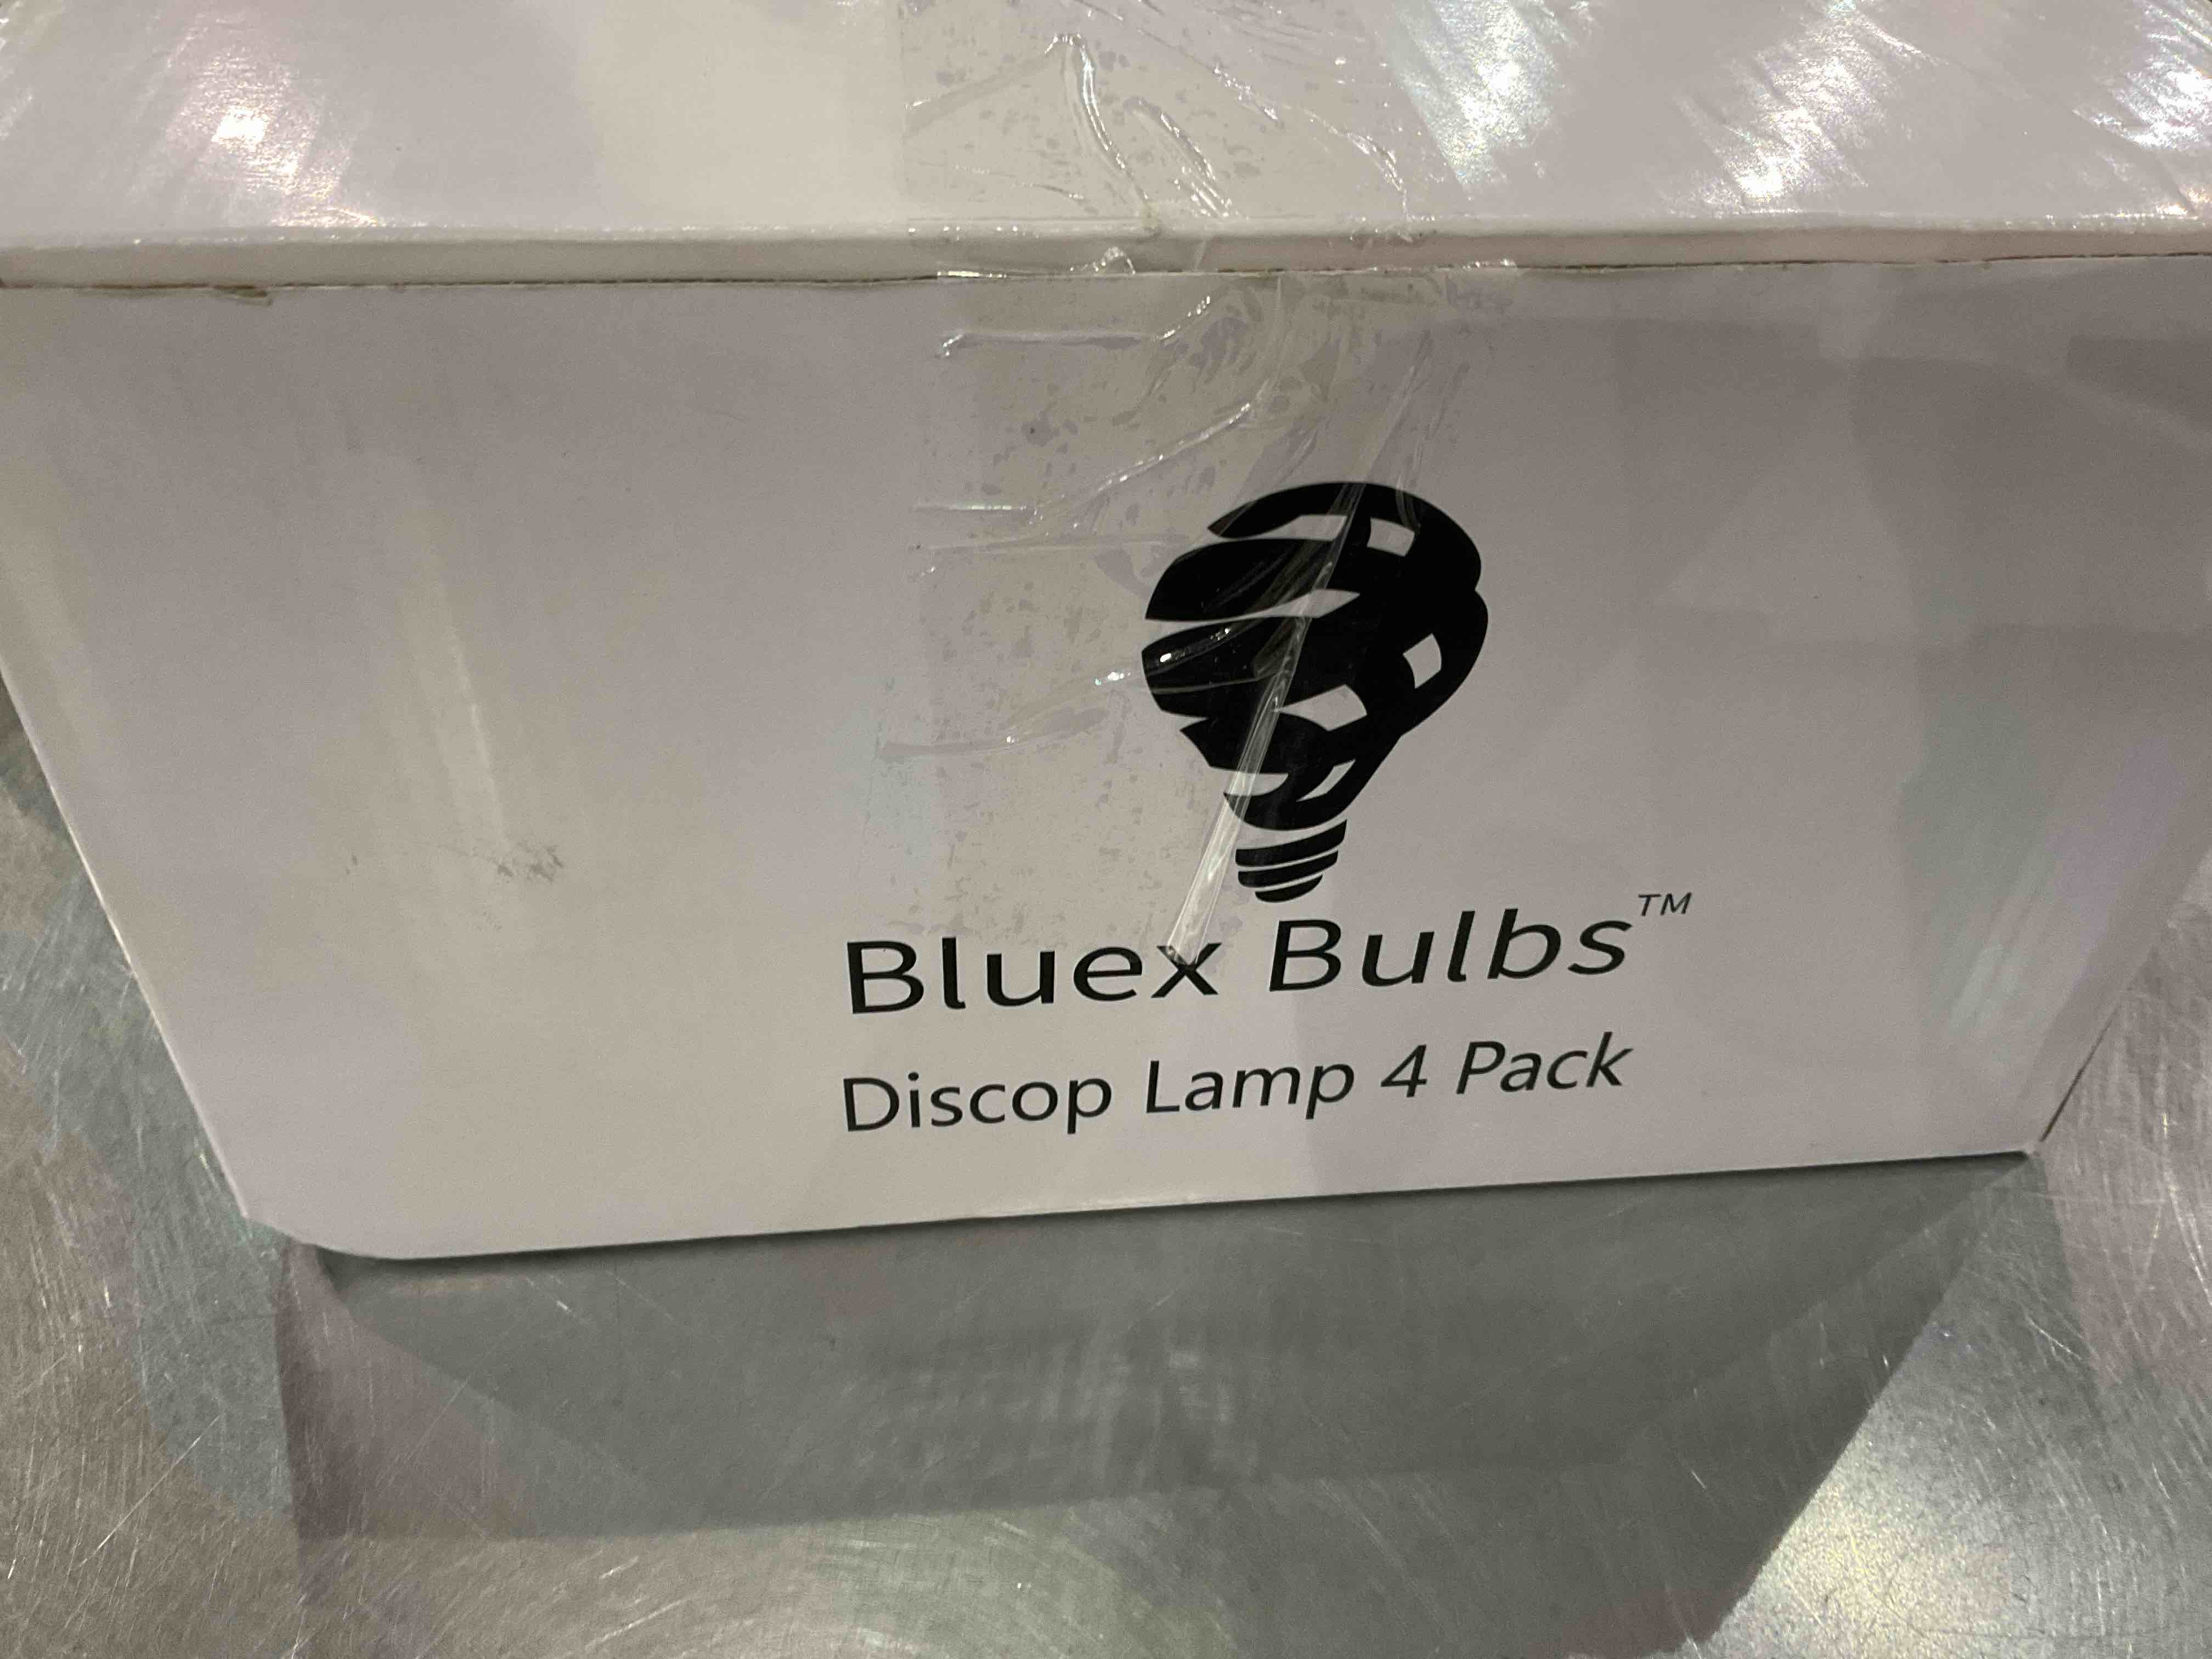 Bluex Bulbs™
Discop Lamp 4 Pack